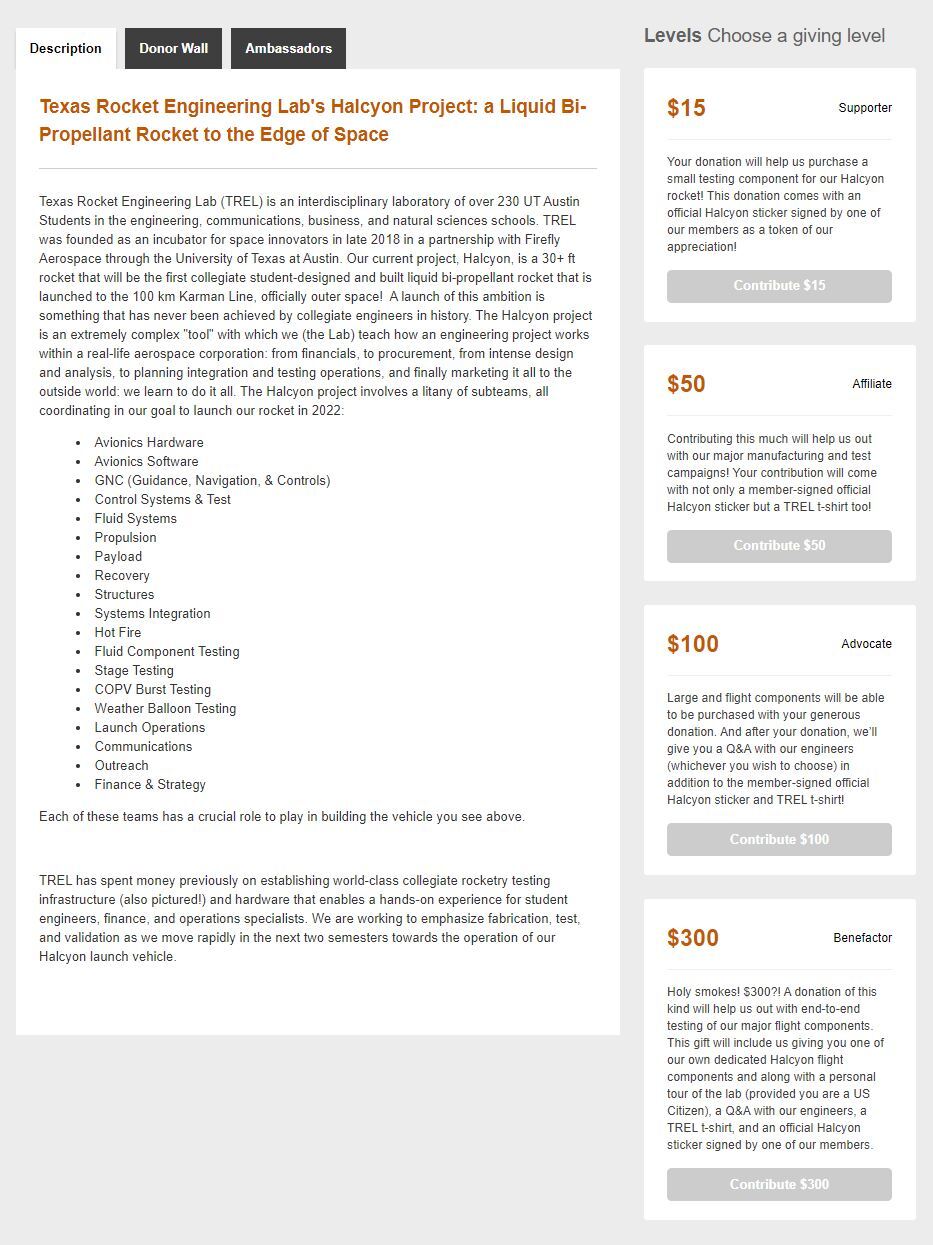 Description
Donor Wall
Ambassadors
Texas Rocket Engineering Lab's Halcyon Project: a Liquid Bi-
Propellant Rocket to the Edge of Space
Texas Rocket Engineering Lab (TREL) is an interdisciplinary laboratory of over 230 UT Austin
Students in the engineering, communications, business, and natural sciences schools. TREL
was founded as an incubator for space innovators in late 2018 in a partnership with Firefly
Aerospace through the University of Texas at Austin. Our current project, Halcyon, is a 30+ ft
rocket that will be the first collegiate student-designed and built liquid bi-propellant rocket that is
launched to the 100 km Karman Line, officially outer space!  A launch of this ambition is
something that has never been achieved by collegiate engineers in history. The Halcyon project
is an extremely complex "tool" with which we (the Lab) teach how an engineering project works
within a real-life aerospace corporation: from financials, to procurement, from intense design
and analysis, to planning integration and testing operations, and finally marketing it all to the
outside world: we learn to do it all. The Halcyon project involves a litany of subteams, all
coordinating in our goal to launch our rocket in 2022:
• Avionics Hardware
• Avionics Software
• GNC (Guidance, Navigation, & Controls)
• Control Systems & Test
• Fluid Systems
• Propulsion
• Payload
• Recovery
• Structures
• Systems Integration
• Hot Fire
• Fluid Component Testing
• Stage Testing
• COPV Burst Testing
• Weather Balloon Testing
• Launch Operations
• Communications
• Outreach
• Finance & Strategy
Each of these teams has a crucial role to play in building the vehicle you see above.
TREL has spent money previously on establishing world-class collegiate rocketry testing
infrastructure (also pictured!) and hardware that enables a hands-on experience for student
engineers, finance, and operations specialists. We are working to emphasize fabrication, test,
and validation as we move rapidly in the next two semesters towards the operation of our
Halcyon launch vehicle.
Levels Choose a giving level
$15 Supporter
Your donation will help us purchase a
small testing component for our Halcyon
rocket! This donation comes with an
official Halcyon sticker signed by one of
our members as a token of our
appreciation!
Contribute $15
$50 Affiliate
Contributing this much will help us out
with our major manufacturing and test
campaigns! Your contribution will come
with not only a member-signed official
Halcyon sticker but a TREL t-shirt too!
Contribute $50
$100 Advocate
Large and flight components will be able
to be purchased with your generous
donation. And after your donation, we'll
give you a Q&A with our engineers
(whichever you wish to choose) in
addition to the member-signed official
Halcyon sticker and TREL t-shirt!
Contribute $100
$300 Benefactor
Holy smokes! $300?! A donation of this
kind will help us out with end-to-end
testing of our major flight components.
This gift will include us giving you one of
our own dedicated Halcyon flight
components and along with a personal
tour of the lab (provided you are a US
Citizen), a Q&A with our engineers, a
TREL t-shirt, and an official Halcyon
sticker signed by one of our members.
Contribute $300